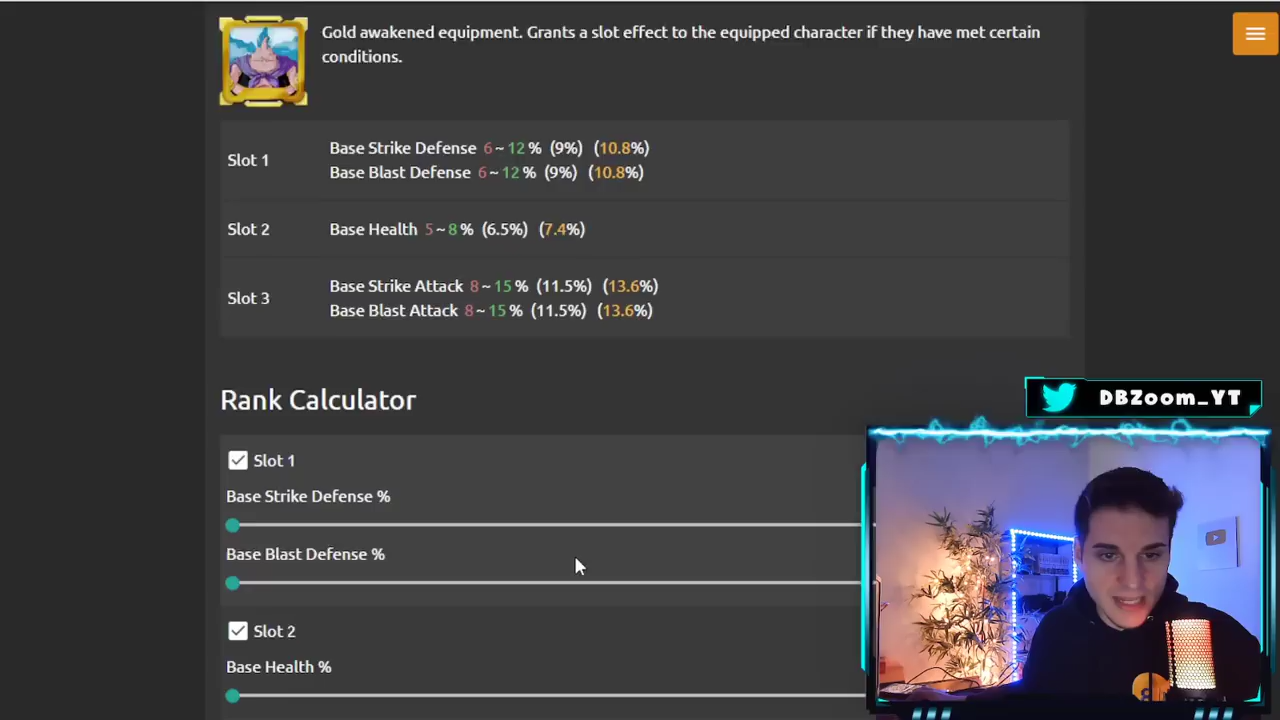 Gold awakened equipment. Grants a slot effect to the equipped character if they have met certain
conditions.
Slot 1
Base Strike Defense 6 ~ 12 % (9%) (10.8%)
Base Blast Defense 6 ~ 12 % (9%) (10.8%)
Slot 2
Base Health 5 ~ 8 % (6.5%) (7.4%)
Slot 3
Base Strike Attack 8 ~ 15 % (11.5%) (13.6%)
Base Blast Attack 8 ~ 15 % (11.5%) (13.6%)
Rank Calculator
DBZoom_YT
Slot 1
Base Strike Defense %
Base Blast Defense %
Slot 2
Base Health %